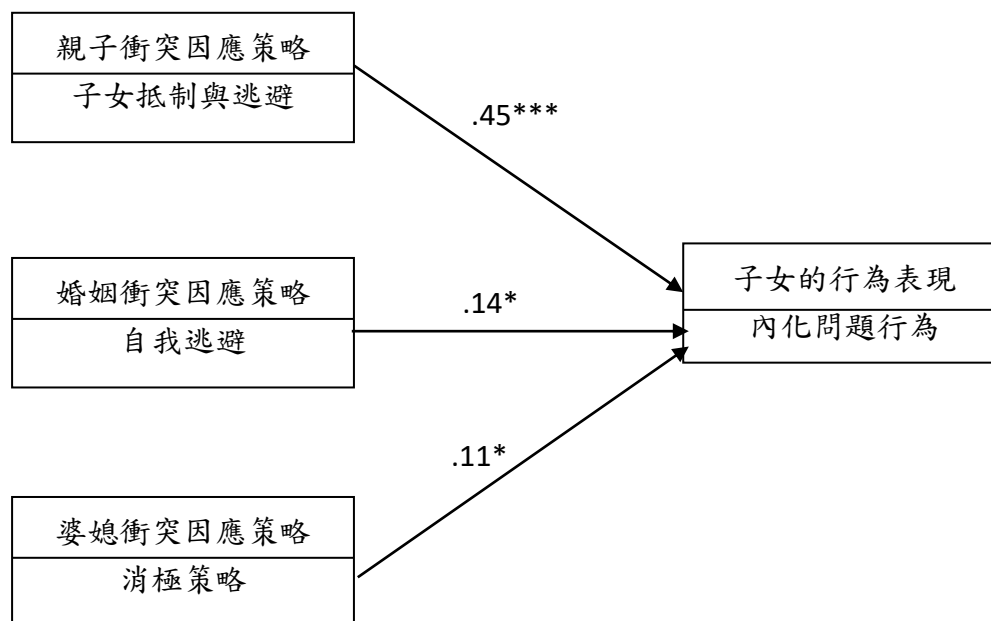 親子衝突因應策略
子女抵制與逃避
.45***
婚姻衝突因應策略
自我逃避
.14*
子女的行為表現
內化問題行為
.11*
婆媳衝突因應策略
消極策略